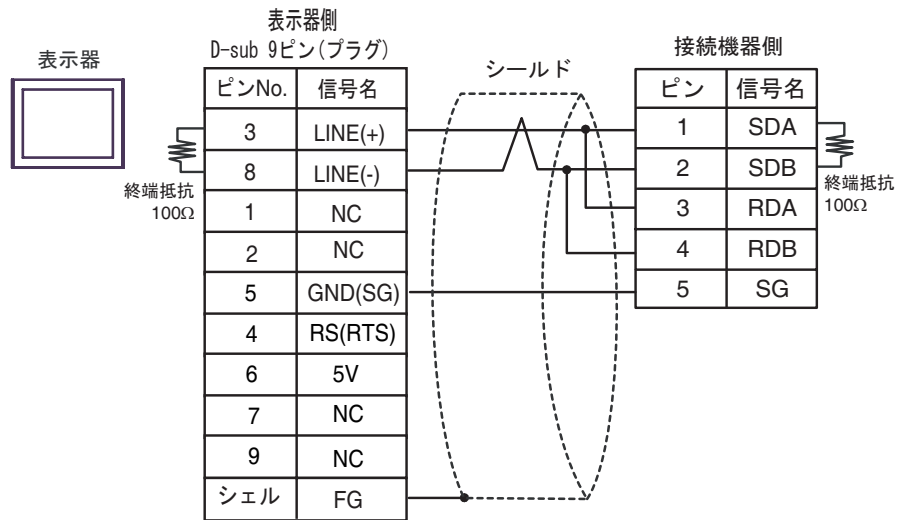 表示器
表示器側
D-sub 9ピン(プラグ)
ピンNo. 信号名
3 LINE(+)
8 LINE(-)
1 NC
2 NC
5 GND(SG)
4 RS(RTS)
6 5V
7 NC
9 NC
シェル FG
終端抵抗
100Ω
シールド
接続機器側
ピン 信号名
1 SDA
2 SDB
3 RDA
4 RDB
5 SG
終端抵抗
100Ω